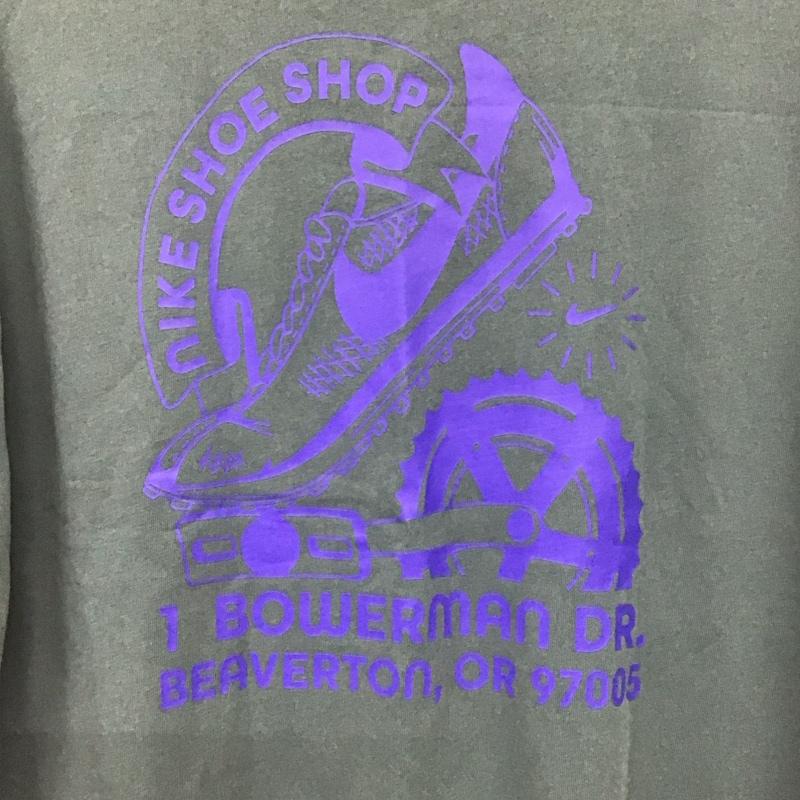 NIKE SHOE SHOP
1 BOWERMAN DR.
BEAVERTON, OR 97005